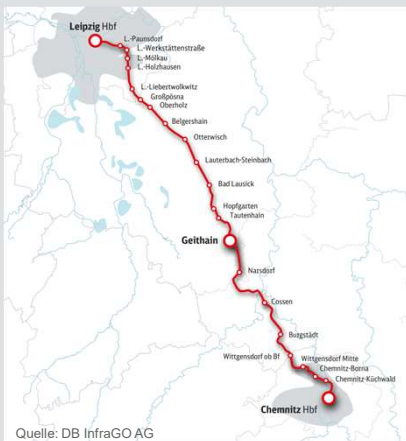 Leipzig Hbf
L.-Paunsdorf
L.-Werkstättenstraße
L.-Mölkau
L.-Holzhausen
L.-Liebertwolkwitz
Großpösna
Oberholz
Belgershain
Otterwisch
Lauterbach-Steinbach
Bad Lausick
Hopfgarten
Tautenhain
Geithain
Narsdorf
Cossen
Burgstädt
Wittgensdorf ob Bf
Wittgensdorf Mitte
Chemnitz-Borna
Chemnitz-Küchwald
Chemnitz Hbf
Quelle: DB InfraGO AG